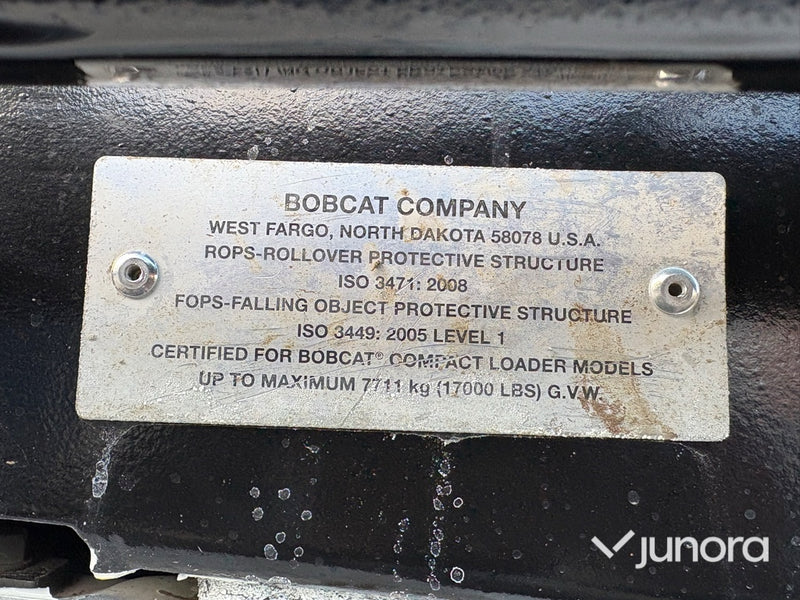 BOBCAT COMPANY
WEST FARGO, NORTH DAKOTA 58078 U.S.A.
ROPS-ROLLOVER PROTECTIVE STRUCTURE
ISO 3471: 2008
FOPS-FALLING OBJECT PROTECTIVE STRUCTURE
ISO 3449: 2005 LEVEL 1
CERTIFIED FOR BOBCAT® COMPACT LOADER MODELS
UP TO MAXIMUM 7711 kg (17000 LBS) G.V.W.
junora